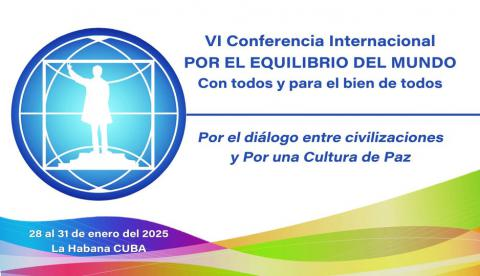 VI Conferencia Internacional
POR EL EQUILIBRIO DEL MUNDO
Con todos y para el bien de todos
Por el diálogo entre civilizaciones
y Por una Cultura de Paz
28 al 31 de enero del 2025
La Habana CUBA